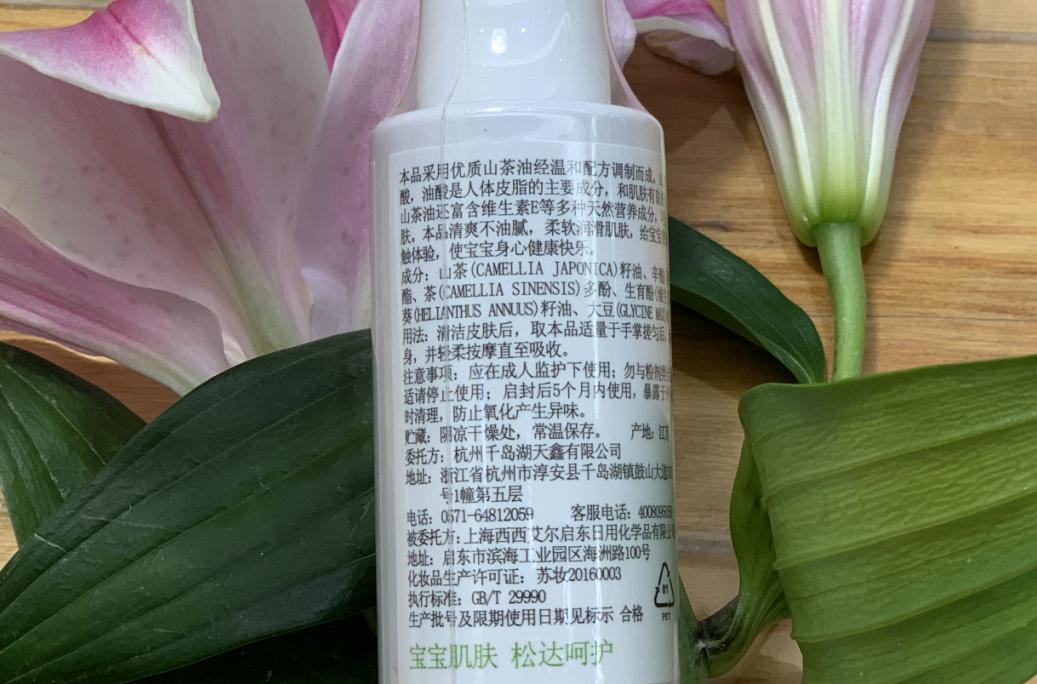 本品采用优质山茶油经温和配方调制而成,
酸, 油酸是人体皮脂的主要成分, 和肌肤有
山茶油还富含维生素E等多种天然营养成分,
肤。本品清爽不油腻, 柔软润滑肌肤, 给宝宝
触体验, 使宝宝身心健康快乐。
成分: 山茶(CAMELLIA JAPONICA)籽油、辛酸
酯、茶(CAMELLIA SINENSIS)多酚、生育酚
葵(HELIANTHUS ANNUUS)籽油、大豆(GLYCINE
用法: 清洁皮肤后, 取本品适量于手掌搓匀后,
身, 并轻柔按摩直至吸收。
注意事项: 应在成人监护下使用; 勿与粉剂
适请停止使用; 启封后5个月内使用, 暴露于
时清理, 防止氧化产生异味。
贮藏: 阴凉干燥处, 常温保存。 产地: 江
委托方: 杭州千岛湖天鑫有限公司
地址: 浙江省杭州市淳安县千岛湖镇鼓山大道
号1幢第五层
电话: 0571-64812059 客服电话:
被委托方: 上海西西艾尔启东日用化学品有限公司
地址: 启东市滨海工业园区海洲路100号
化妆品生产许可证: 苏妆20160003
执行标准: GB/T 29990
生产批号及限期使用日期见标示 合格
01
PET
宝宝肌肤 松达呵护